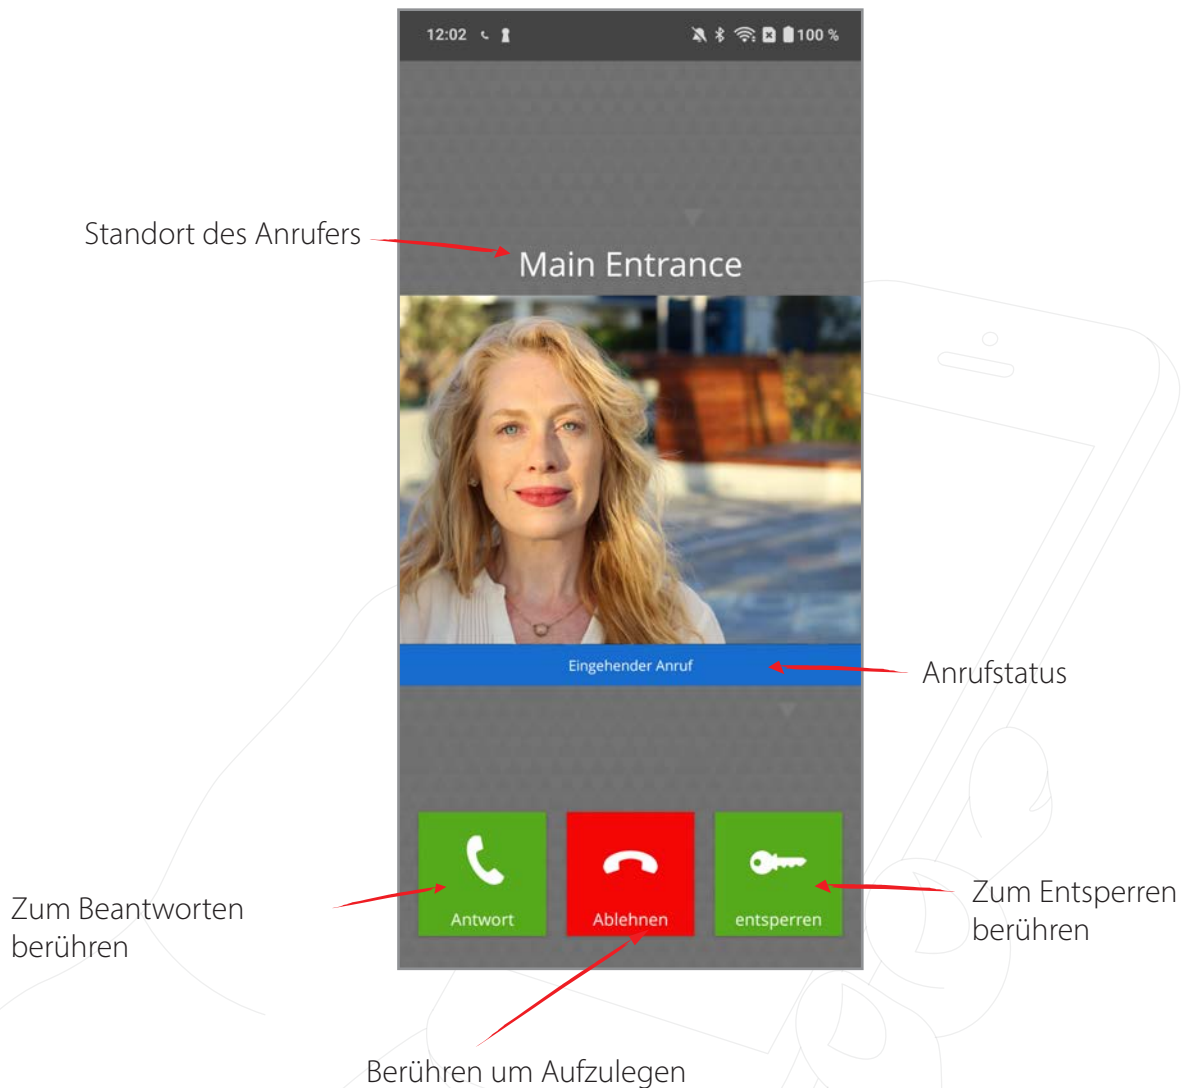 12:02
100 %
Standort des Anrufers
Main Entrance
Eingehender Anruf
Anrufstatus
Antwort
Ablehnen
entsperren
Zum Beantworten
berühren
Zum Entsperren
berühren
Berühren um Aufzulegen